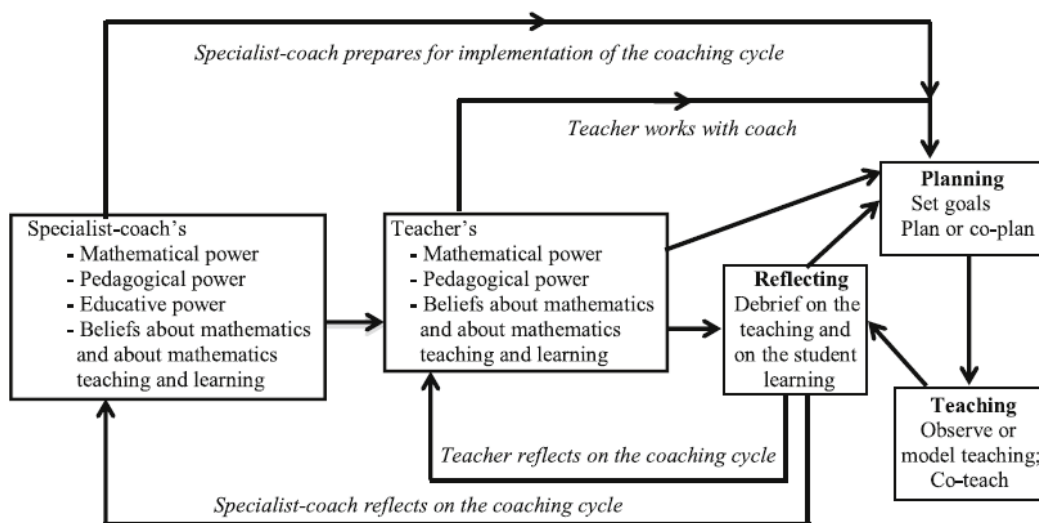 Specialist-coach prepares for implementation of the coaching cycle
Teacher works with coach
Planning
Set goals
Plan or co-plan
Specialist-coach's
- Mathematical power
- Pedagogical power
- Educative power
- Beliefs about mathematics
and about mathematics
teaching and learning
Teacher's
- Mathematical power
- Pedagogical power
- Beliefs about mathematics
and about mathematics
teaching and learning
Reflecting
Debrief on the
teaching and
on the student
learning
Teaching
Observe or
model teaching;
Co-teach
Teacher reflects on the coaching cycle
Specialist-coach reflects on the coaching cycle